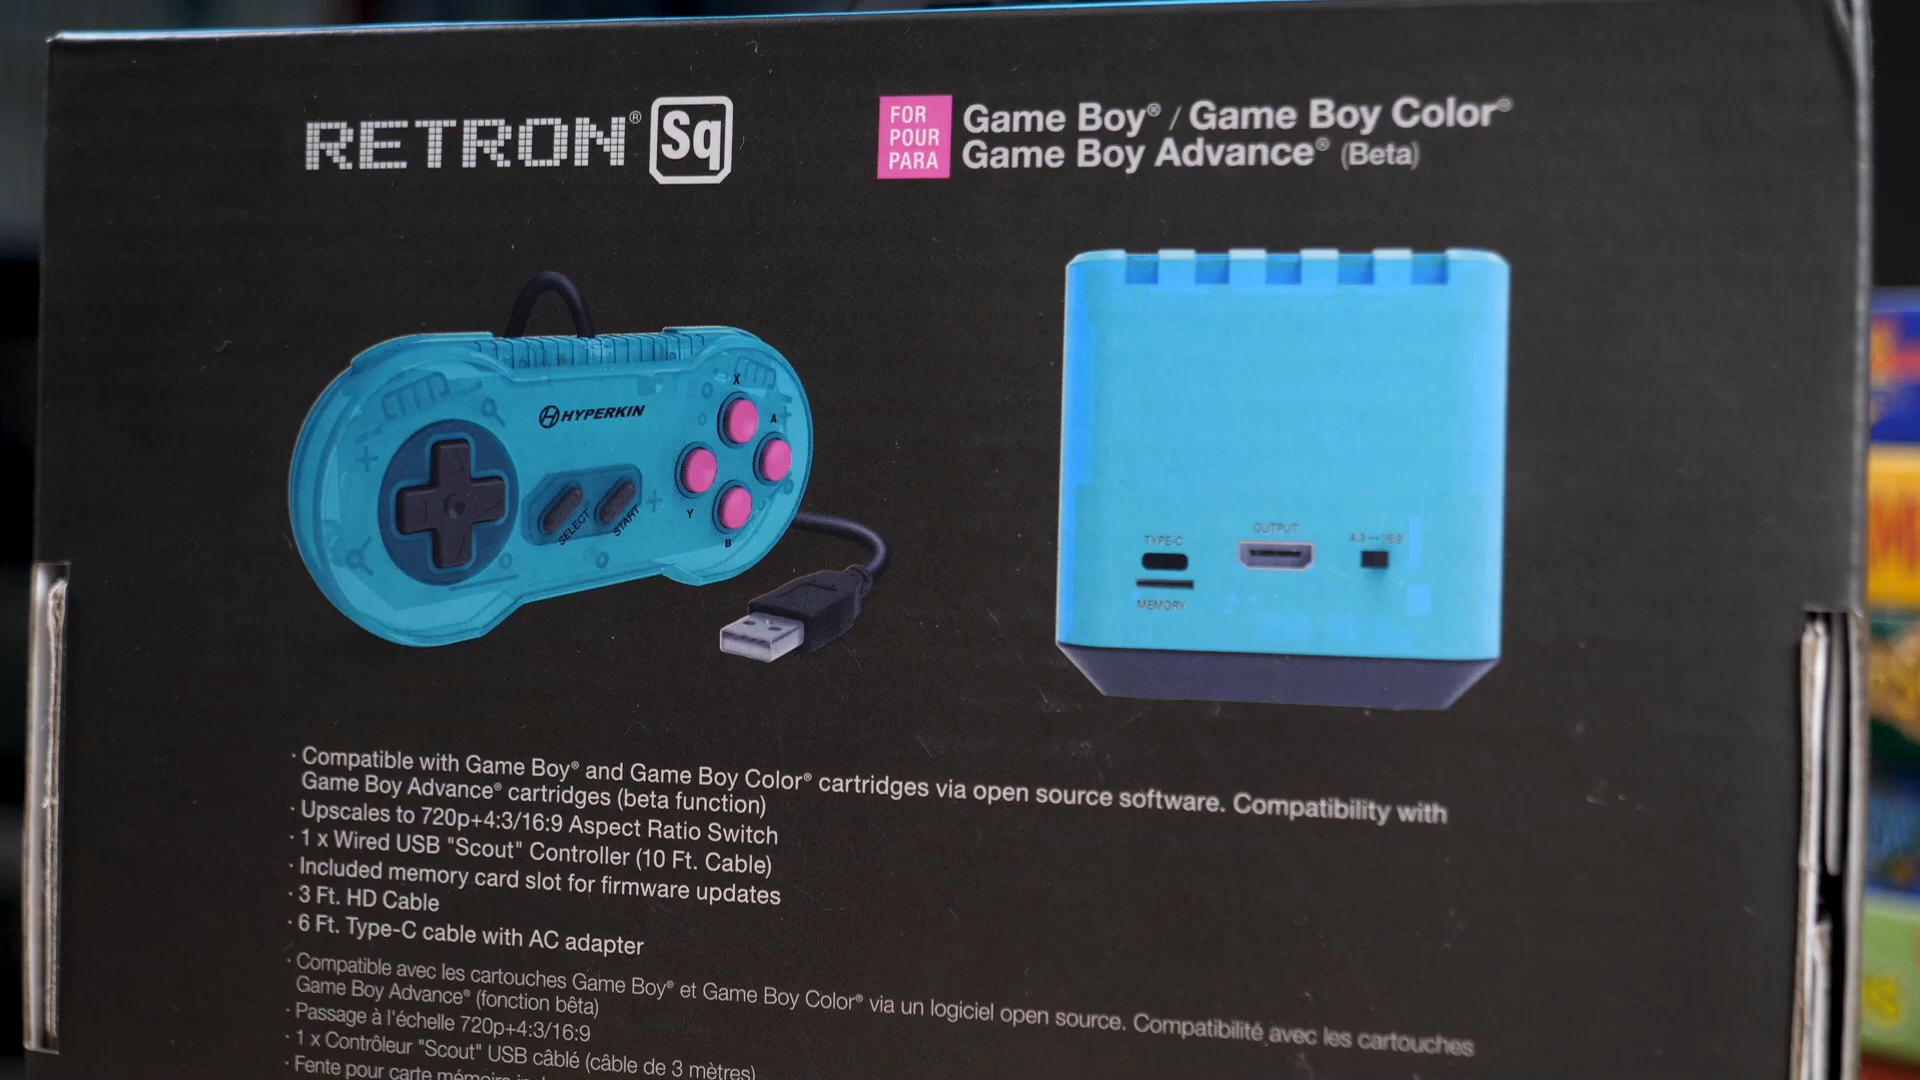 RETRON® Sq
FOR
POUR
PARA
Game Boy® / Game Boy Color®
Game Boy Advance® (Beta)
HYPERKIN
X
A
Y
B
SELECT
START
TYPE-C
OUTPUT
4:3 — 16:9
MEMORY
· Compatible with Game Boy® and Game Boy Color® cartridges via open source software. Compatibility with
Game Boy Advance® cartridges (beta function)
· Upscales to 720p+4:3/16:9 Aspect Ratio Switch
· 1 x Wired USB "Scout" Controller (10 Ft. Cable)
· Included memory card slot for firmware updates
· 3 Ft. HD Cable
· 6 Ft. Type-C cable with AC adapter
· Compatible avec les cartouches Game Boy® et Game Boy Color® via un logiciel open source. Compatibilité avec les cartouches
Game Boy Advance® (fonction bêta)
· Passage à l'échelle 720p+4:3/16:9
· 1 x Contrôleur "Scout" USB câblé (câble de 3 mètres)
· Fente pour carte mémoire